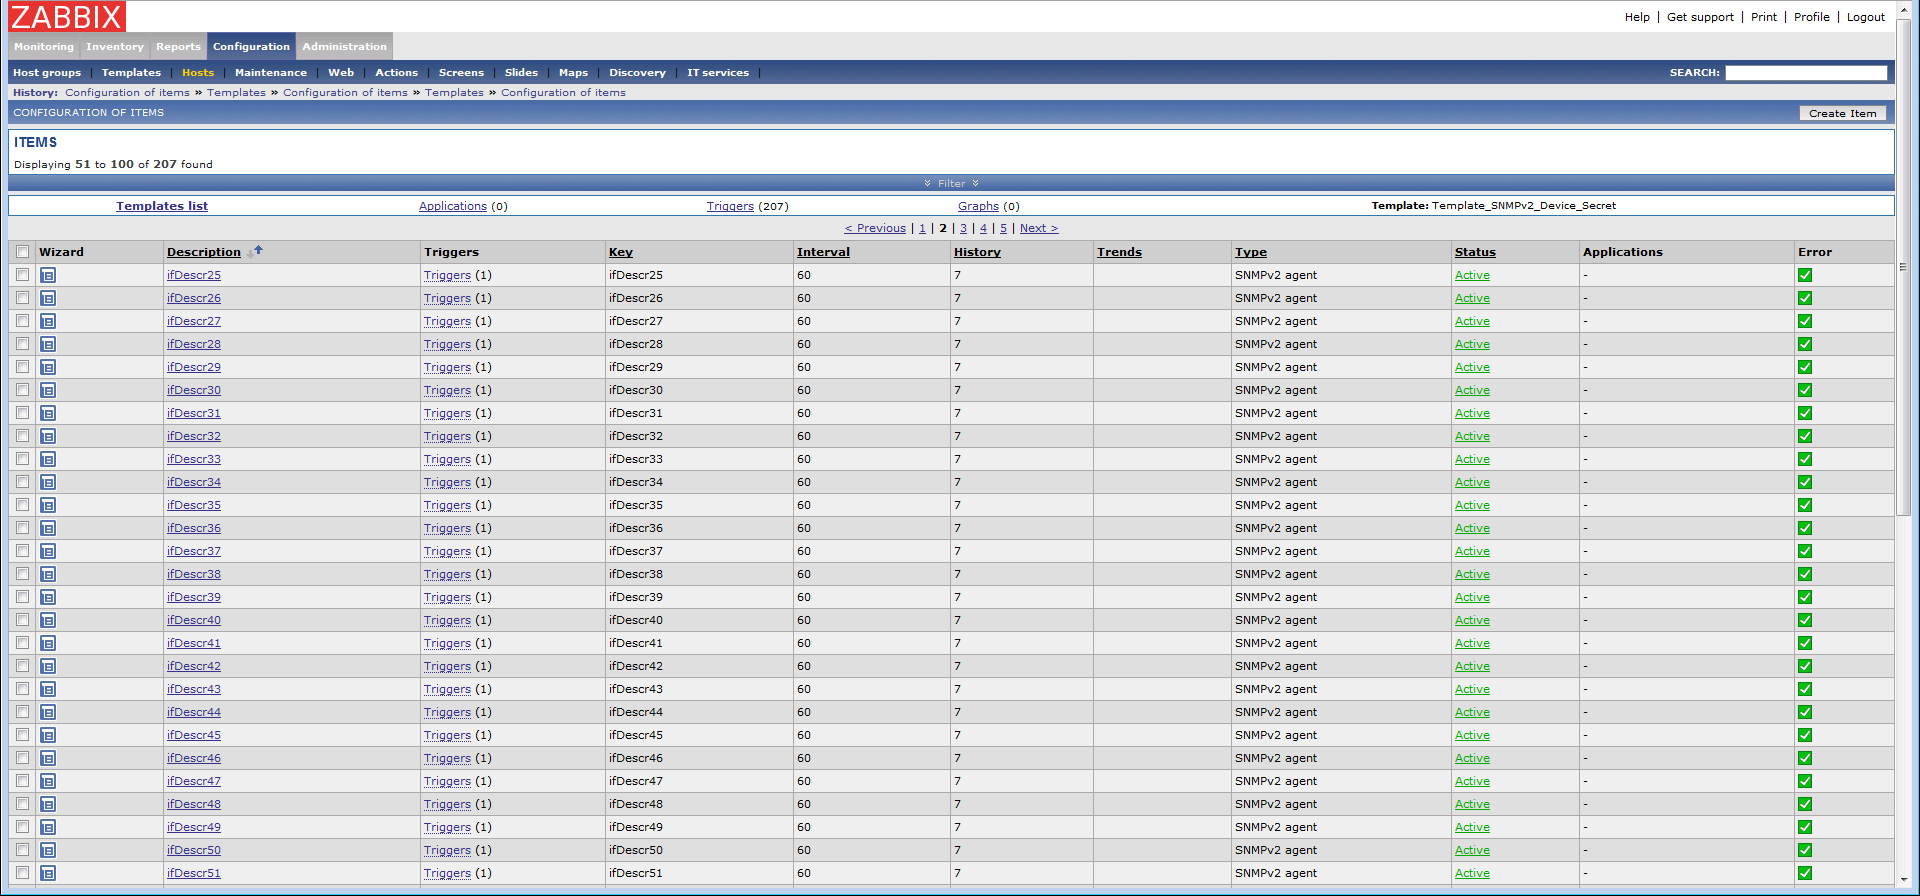 ZABBIX
Help | Get support | Print | Profile | Logout
Monitoring Inventory Reports Configuration Administration
Host groups | Templates | Hosts | Maintenance | Web | Actions | Screens | Slides | Maps | Discovery | IT services | SEARCH:
History: Configuration of items » Templates » Configuration of items » Templates » Configuration of items
CONFIGURATION OF ITEMS Create Item
ITEMS
Displaying 51 to 100 of 207 found
Filter
Templates list Applications (0) Triggers (207) Graphs (0) Template: Template_SNMPv2_Device_Secret
< Previous | 1 | 2 | 3 | 4 | 5 | Next >
Wizard Description Triggers Key Interval History Trends Type Status Applications Error
ifDescr25 Triggers (1) ifDescr25 60 7 SNMPv2 agent Active -
ifDescr26 Triggers (1) ifDescr26 60 7 SNMPv2 agent Active -
ifDescr27 Triggers (1) ifDescr27 60 7 SNMPv2 agent Active -
ifDescr28 Triggers (1) ifDescr28 60 7 SNMPv2 agent Active -
ifDescr29 Triggers (1) ifDescr29 60 7 SNMPv2 agent Active -
ifDescr30 Triggers (1) ifDescr30 60 7 SNMPv2 agent Active -
ifDescr31 Triggers (1) ifDescr31 60 7 SNMPv2 agent Active -
ifDescr32 Triggers (1) ifDescr32 60 7 SNMPv2 agent Active -
ifDescr33 Triggers (1) ifDescr33 60 7 SNMPv2 agent Active -
ifDescr34 Triggers (1) ifDescr34 60 7 SNMPv2 agent Active -
ifDescr35 Triggers (1) ifDescr35 60 7 SNMPv2 agent Active -
ifDescr36 Triggers (1) ifDescr36 60 7 SNMPv2 agent Active -
ifDescr37 Triggers (1) ifDescr37 60 7 SNMPv2 agent Active -
ifDescr38 Triggers (1) ifDescr38 60 7 SNMPv2 agent Active -
ifDescr39 Triggers (1) ifDescr39 60 7 SNMPv2 agent Active -
ifDescr40 Triggers (1) ifDescr40 60 7 SNMPv2 agent Active -
ifDescr41 Triggers (1) ifDescr41 60 7 SNMPv2 agent Active -
ifDescr42 Triggers (1) ifDescr42 60 7 SNMPv2 agent Active -
ifDescr43 Triggers (1) ifDescr43 60 7 SNMPv2 agent Active -
ifDescr44 Triggers (1) ifDescr44 60 7 SNMPv2 agent Active -
ifDescr45 Triggers (1) ifDescr45 60 7 SNMPv2 agent Active -
ifDescr46 Triggers (1) ifDescr46 60 7 SNMPv2 agent Active -
ifDescr47 Triggers (1) ifDescr47 60 7 SNMPv2 agent Active -
ifDescr48 Triggers (1) ifDescr48 60 7 SNMPv2 agent Active -
ifDescr49 Triggers (1) ifDescr49 60 7 SNMPv2 agent Active -
ifDescr50 Triggers (1) ifDescr50 60 7 SNMPv2 agent Active -
ifDescr51 Triggers (1) ifDescr51 60 7 SNMPv2 agent Active -